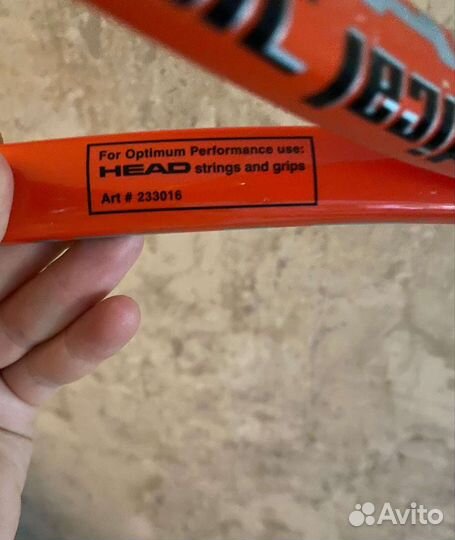 For Optimum Performance use:
HEAD strings and grips
Art # 233016
Avito